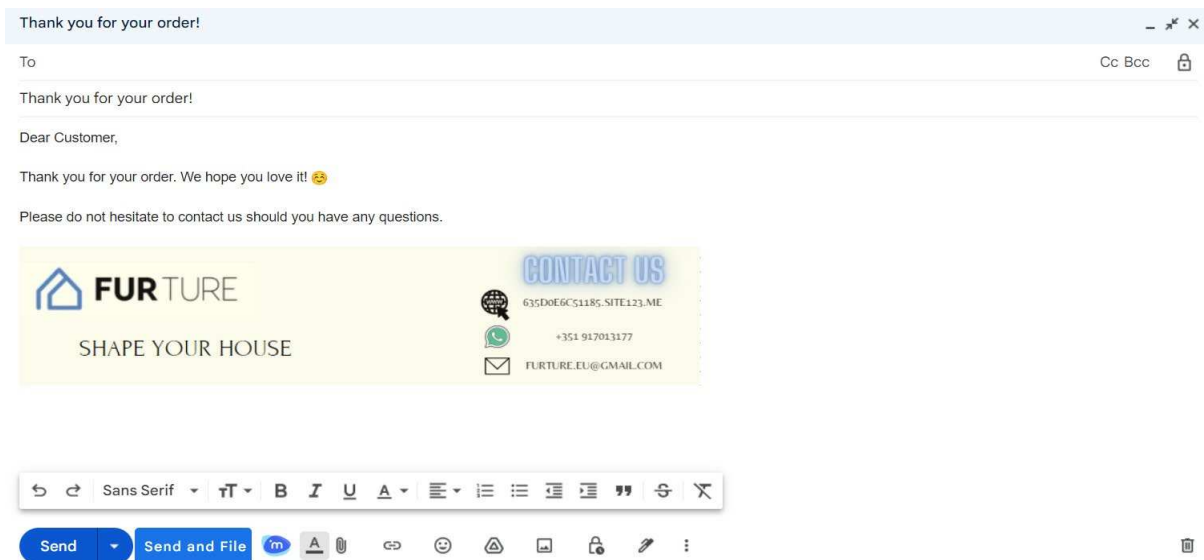 Thank you for your order!
To Cc Bcc
Thank you for your order!
Dear Customer,
Thank you for your order. We hope you love it! ☺️
Please do not hesitate to contact us should you have any questions.
FURTURE
SHAPE YOUR HOUSE
CONTACT US
635D0E6C51185.SITE123.ME
+351 917013177
FURTURE.EU@GMAIL.COM
Sans Serif
Send Send and File